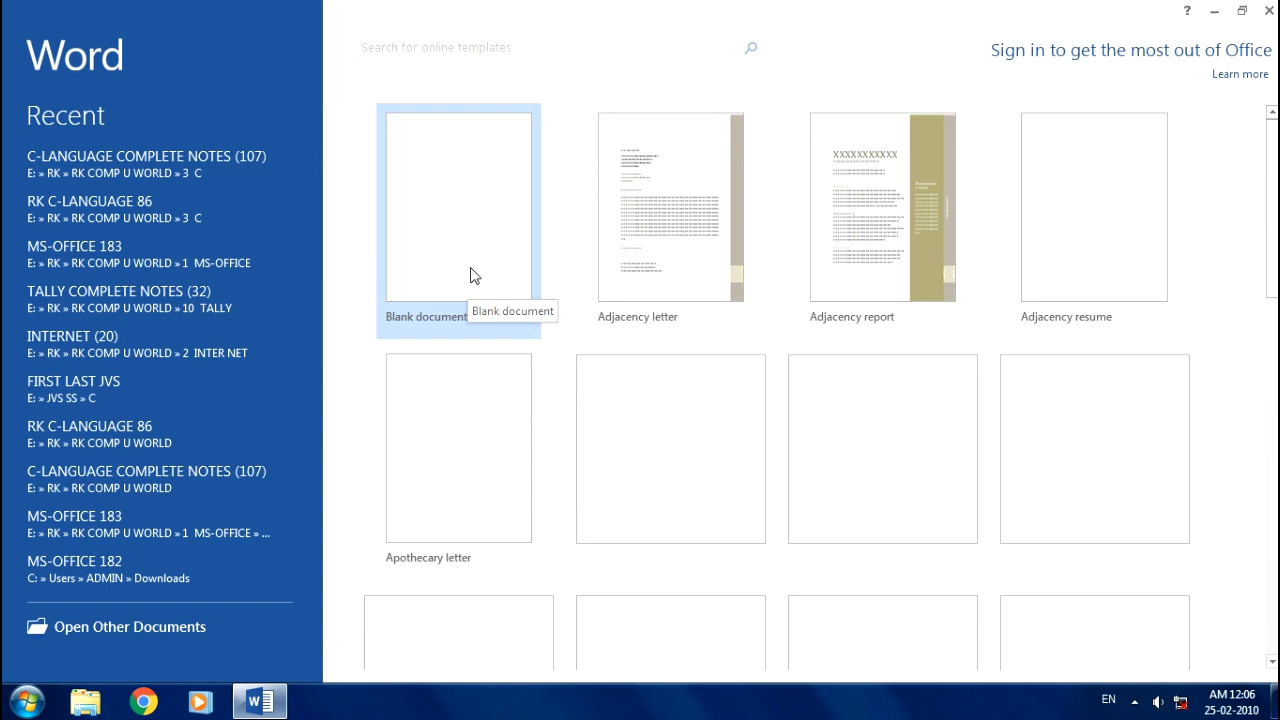 Word
Recent
C-LANGUAGE COMPLETE NOTES (107)
E: » RK » RK COMP U WORLD » 3 C
RK C-LANGUAGE 86
E: » RK » RK COMP U WORLD » 3 C
MS-OFFICE 183
E: » RK » RK COMP U WORLD » 1 MS-OFFICE
TALLY COMPLETE NOTES (32)
E: » RK » RK COMP U WORLD » 10 TALLY
INTERNET (20)
E: » RK » RK COMP U WORLD » 2 INTER NET
FIRST LAST JVS
E: » JVS SS » C
RK C-LANGUAGE 86
E: » RK » RK COMP U WORLD
C-LANGUAGE COMPLETE NOTES (107)
E: » RK » RK COMP U WORLD
MS-OFFICE 183
E: » RK » RK COMP U WORLD » 1 MS-OFFICE » ...
MS-OFFICE 182
C: » Users » ADMIN » Downloads
Open Other Documents
Search for online templates
?
Sign in to get the most out of Office
Learn more
XXXXXXXXXXX
Blank document
Blank document
Adjacency letter
Adjacency report
Adjacency resume
Apothecary letter
EN
AM 12:06
25-02-2010